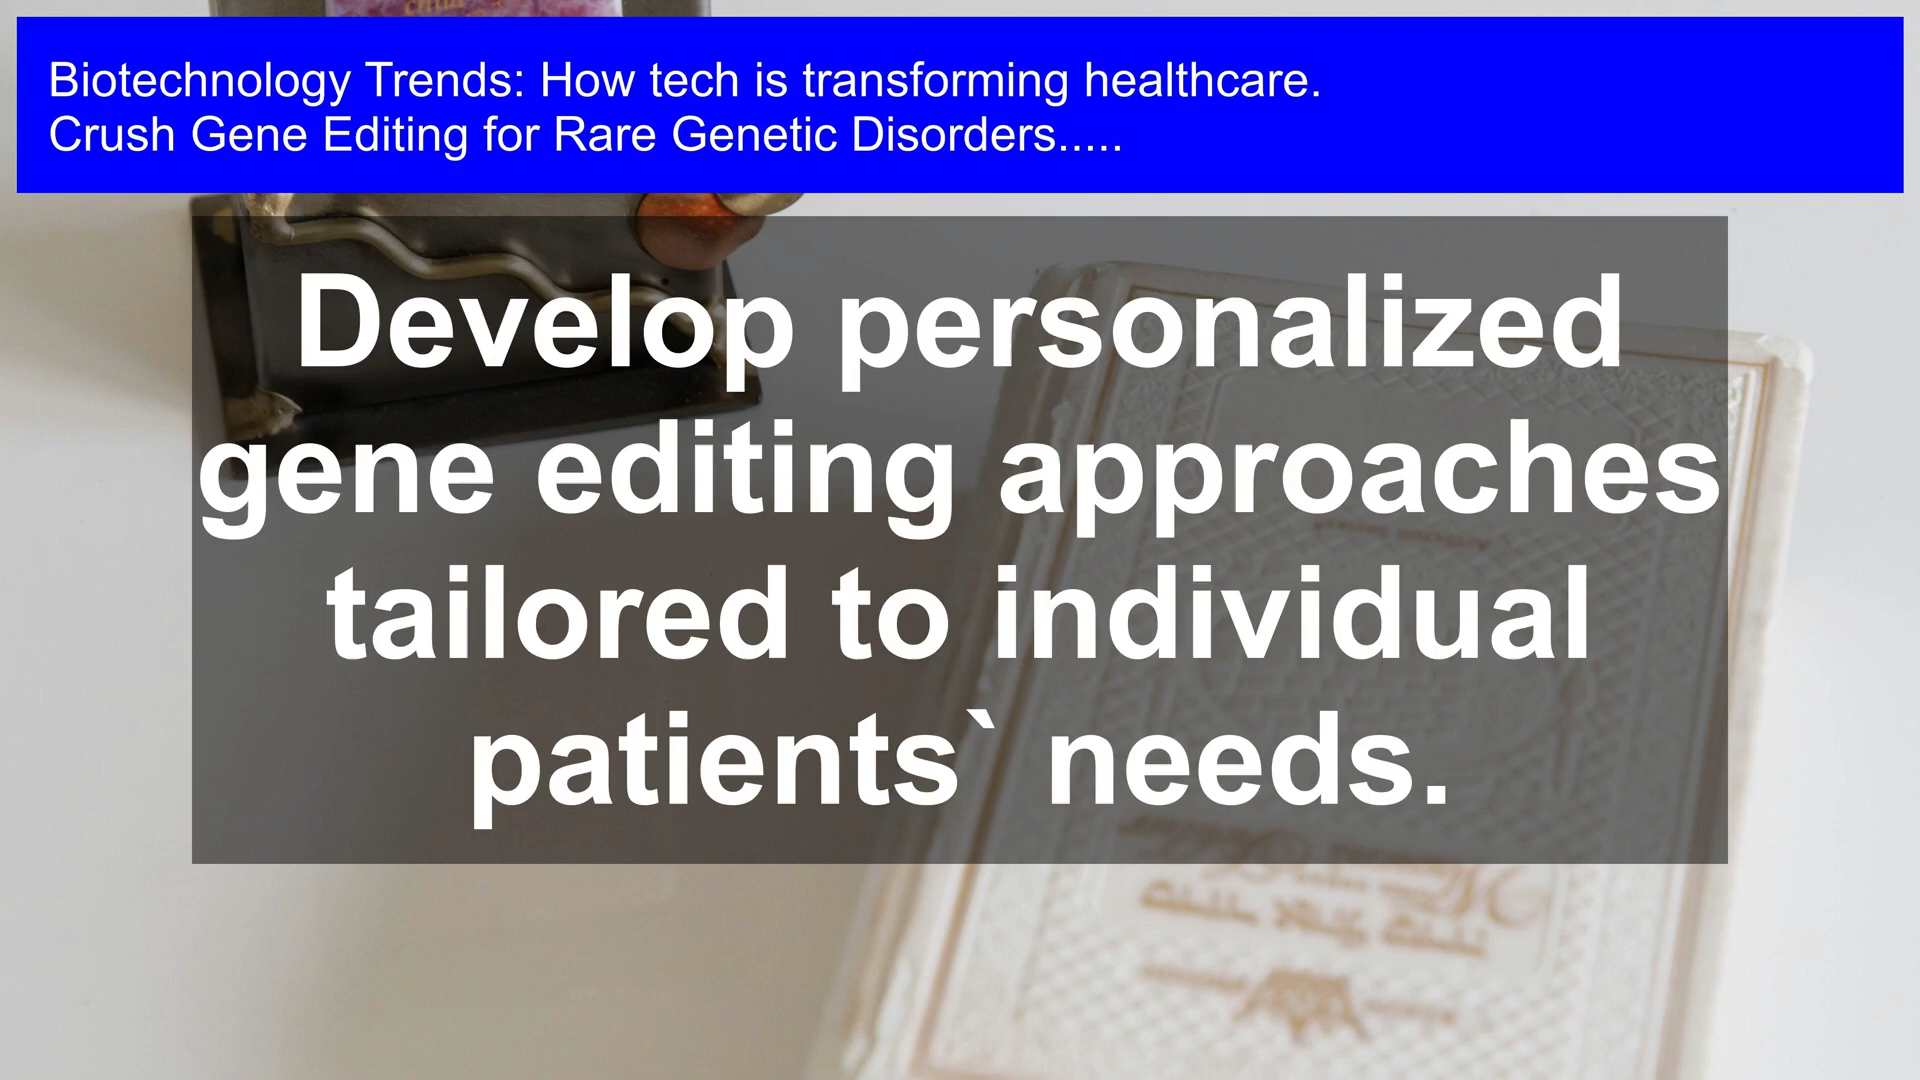 Biotechnology Trends: How tech is transforming healthcare.
Crush Gene Editing for Rare Genetic Disorders.....
Develop personalized
gene editing approaches
tailored to individual
patients` needs.